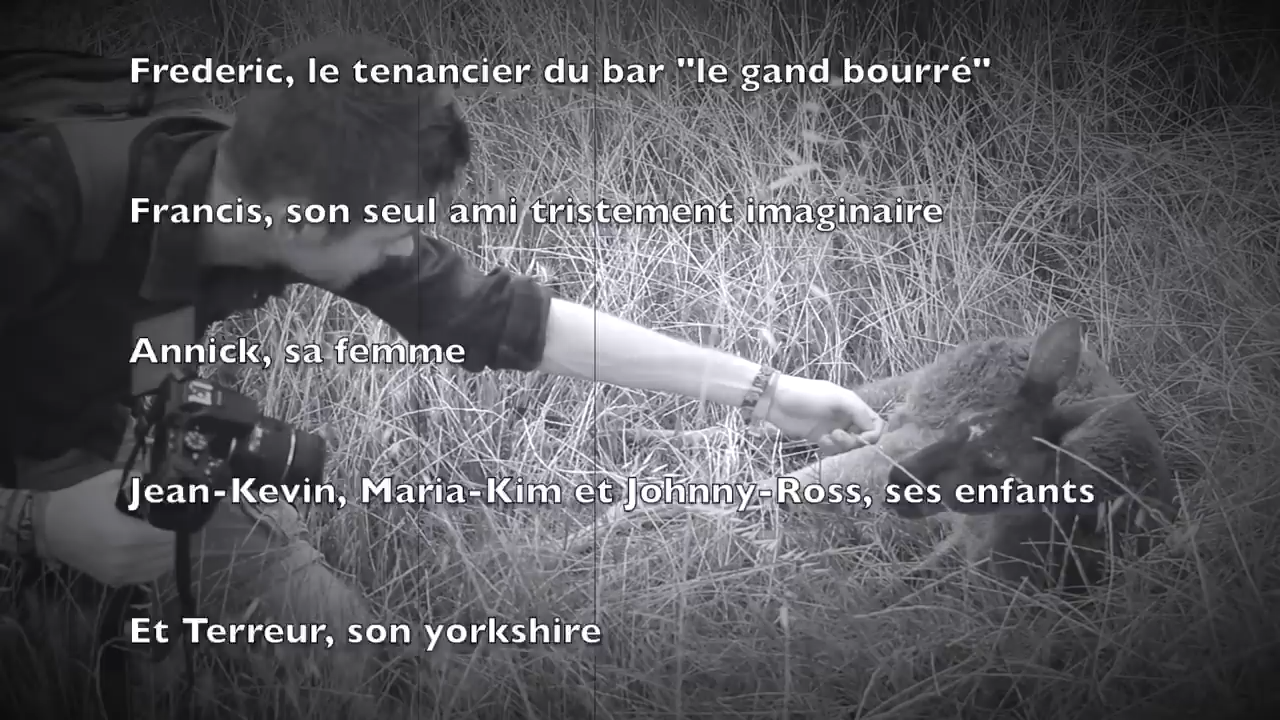 Frederic, le tenancier du bar "le gand bourré"
Francis, son seul ami tristement imaginaire
Annick, sa femme
Jean-Kevin, Maria-Kim et Johnny-Ross, ses enfants
Et Terreur, son yorkshire